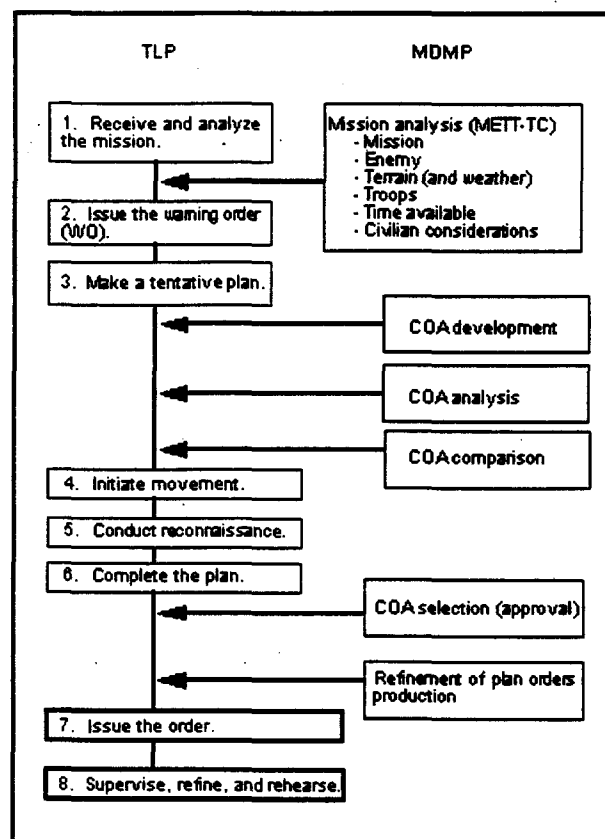 TLP
MDMP
1. Receive and analyze
the mission.
Mission analysis (METT-TC)
- Mission
- Enemy
- Terrain (and weather)
- Troops
- Time available
- Civilian considerations
2. Issue the warning order
(WO).
3. Make a tentative plan.
COA development
COA analysis
COA comparison
4. Initiate movement.
5. Conduct reconnaissance.
6. Complete the plan.
COA selection (approval)
Refinement of plan orders
production
7. Issue the order.
8. Supervise, refine, and rehearse.